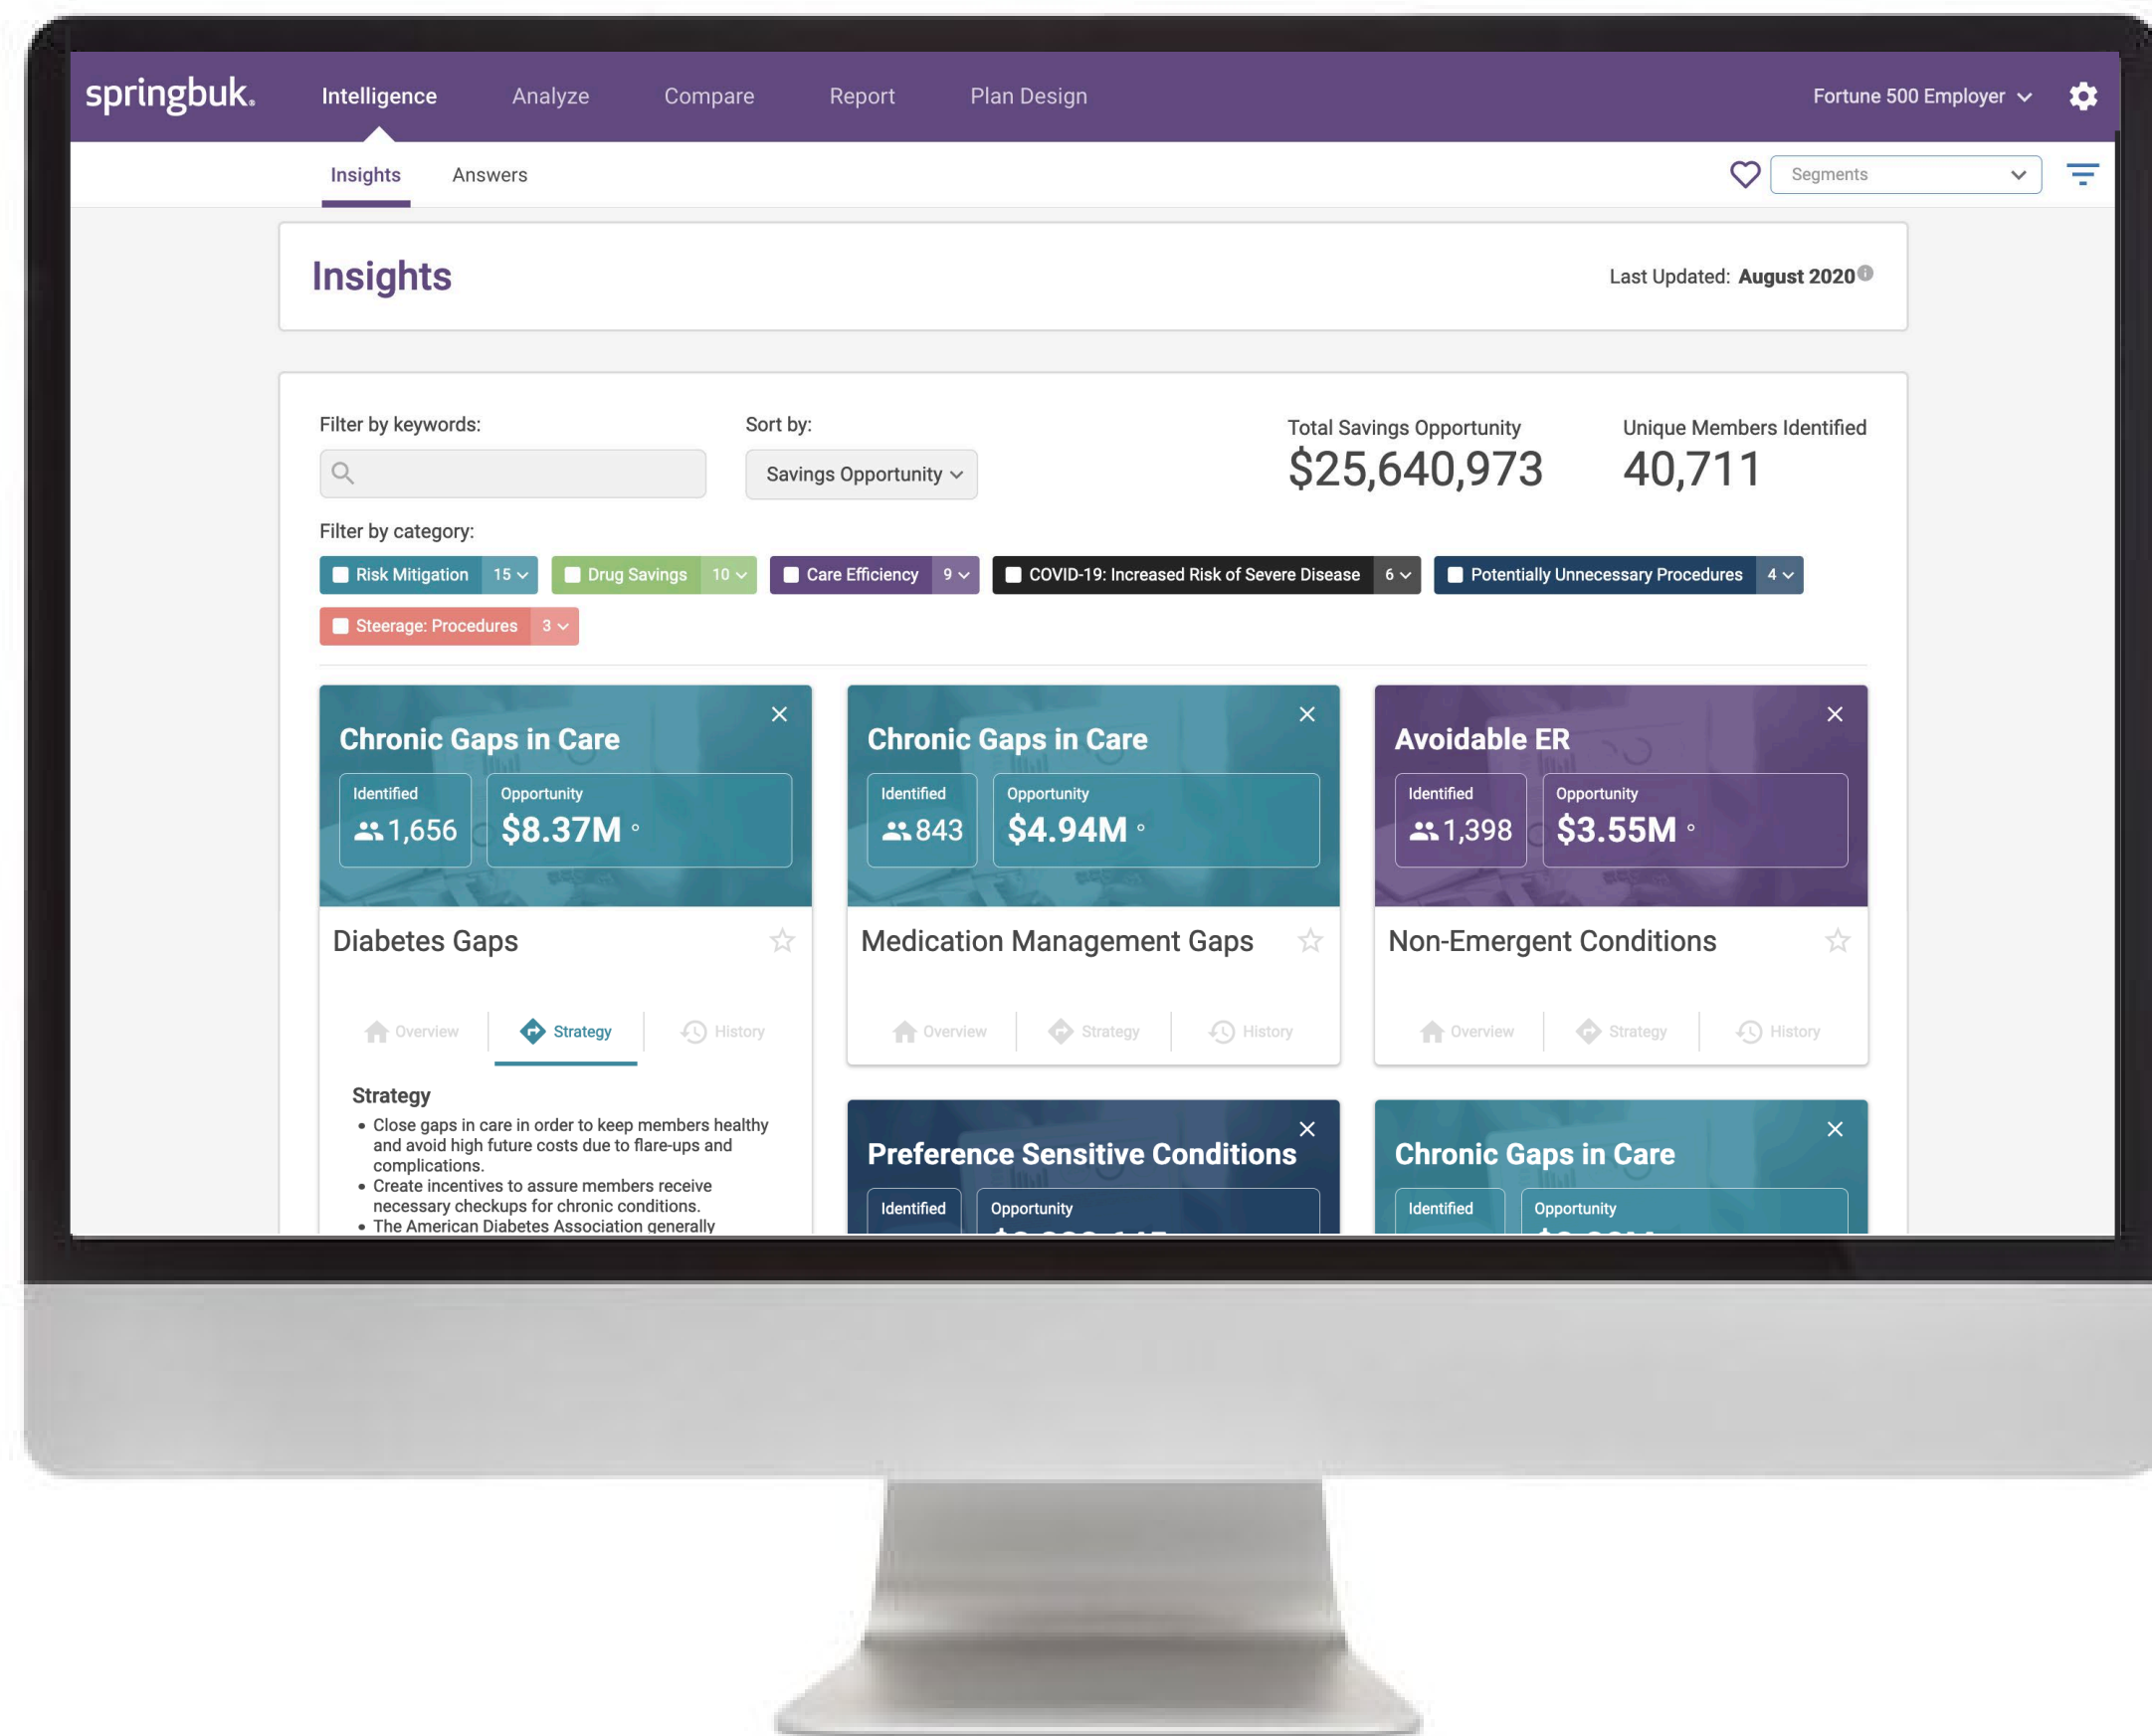 springbuk.
Intelligence
Analyze
Compare
Report
Plan Design
Fortune 500 Employer
Insights
Answers
Segments
Insights
Last Updated: August 2020
Filter by keywords:
Sort by:
Savings Opportunity
Total Savings Opportunity
$25,640,973
Unique Members Identified
40,711
Filter by category:
Risk Mitigation 15
Drug Savings 10
Care Efficiency 9
COVID-19: Increased Risk of Severe Disease 6
Potentially Unnecessary Procedures 4
Steerage: Procedures 3
Chronic Gaps in Care
Identified
1,656
Opportunity
$8.37M
Diabetes Gaps
Overview
Strategy
History
Strategy
• Close gaps in care in order to keep members healthy
and avoid high future costs due to flare-ups and
complications.
• Create incentives to assure members receive
necessary checkups for chronic conditions.
• The American Diabetes Association generally
Chronic Gaps in Care
Identified
843
Opportunity
$4.94M
Medication Management Gaps
Overview
Strategy
History
Avoidable ER
Identified
1,398
Opportunity
$3.55M
Non-Emergent Conditions
Overview
Strategy
History
Preference Sensitive Conditions
Identified
Opportunity
Chronic Gaps in Care
Identified
Opportunity